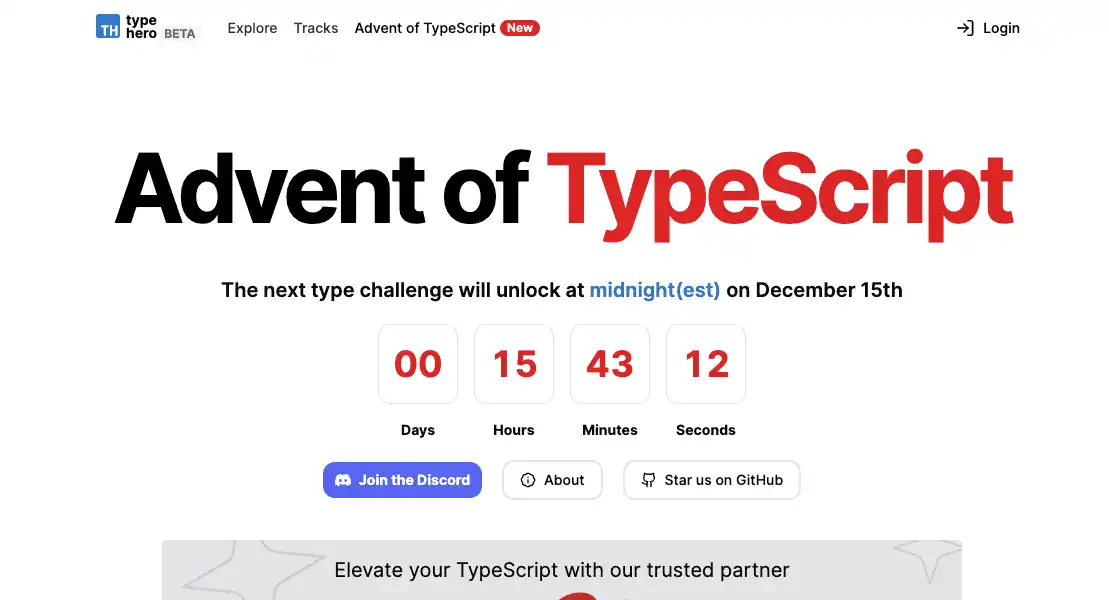 TH type hero BETA Explore Tracks Advent of TypeScript New Login
Advent of TypeScript
The next type challenge will unlock at midnight(est) on December 15th
00 15 43 12
Days Hours Minutes Seconds
Join the Discord About Star us on GitHub
Elevate your TypeScript with our trusted partner